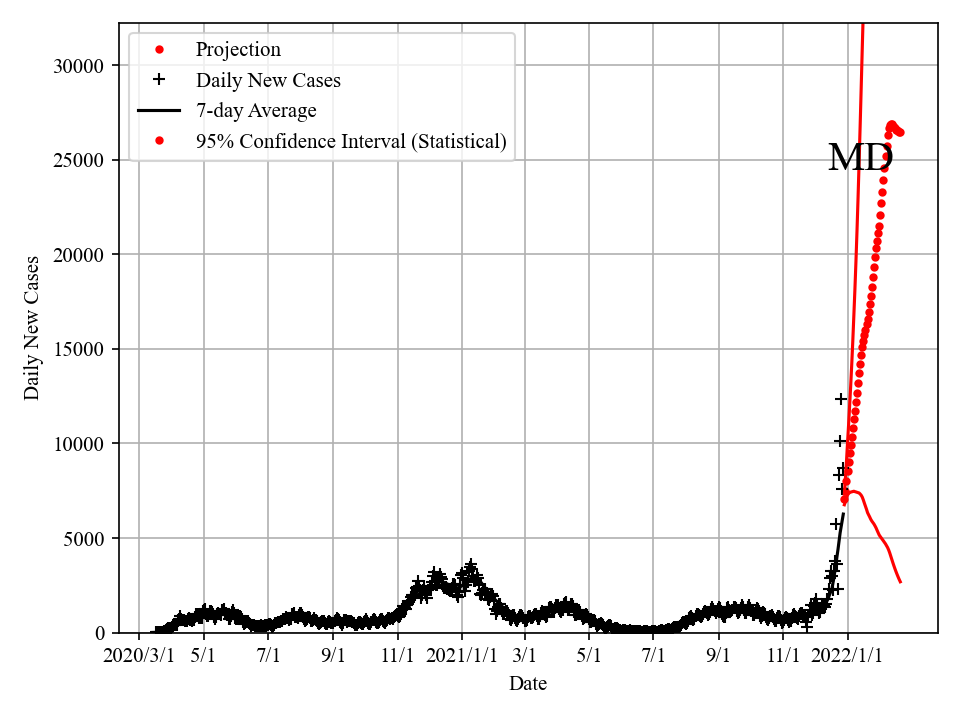 Projection
Daily New Cases
7-day Average
95% Confidence Interval (Statistical)
MD
30000
25000
20000
15000
10000
5000
0
Daily New Cases
2020/3/1 5/1 7/1 9/1 11/1 2021/1/1 3/1 5/1 7/1 9/1 11/1 2022/1/1
Date